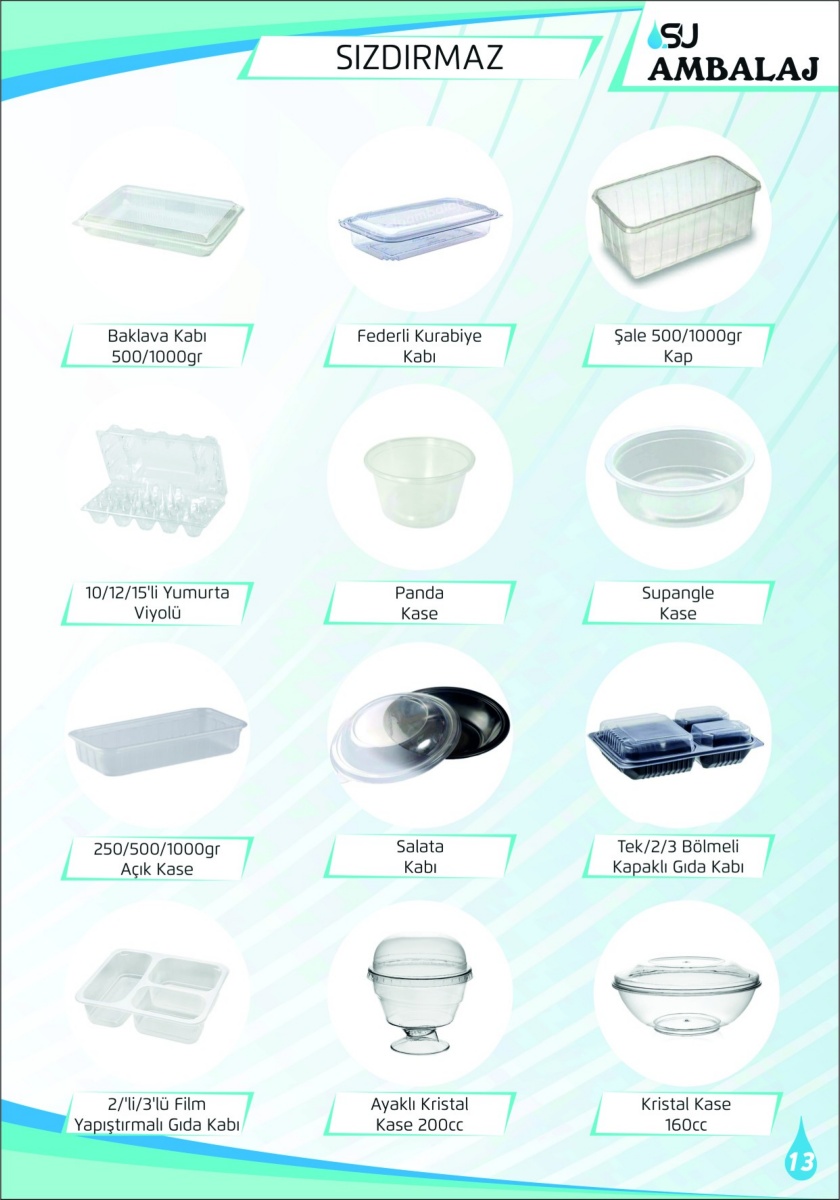 SIZDIRMAZ
SU
AMBALAJ
Baklava Kabı
500/1000gr
Federli Kurabiye
Kabı
Şale 500/1000gr
Kap
10/12/15'li Yumurta
Viyolü
Panda
Kase
Supangle
Kase
250/500/1000gr
Açık Kase
Salata
Kabı
Tek/2/3 Bölmeli
Kapaklı Gıda Kabı
2/'li/3'lü Film
Yapıştırmalı Gıda Kabı
Ayaklı Kristal
Kase 200cc
Kristal Kase
160cc
13